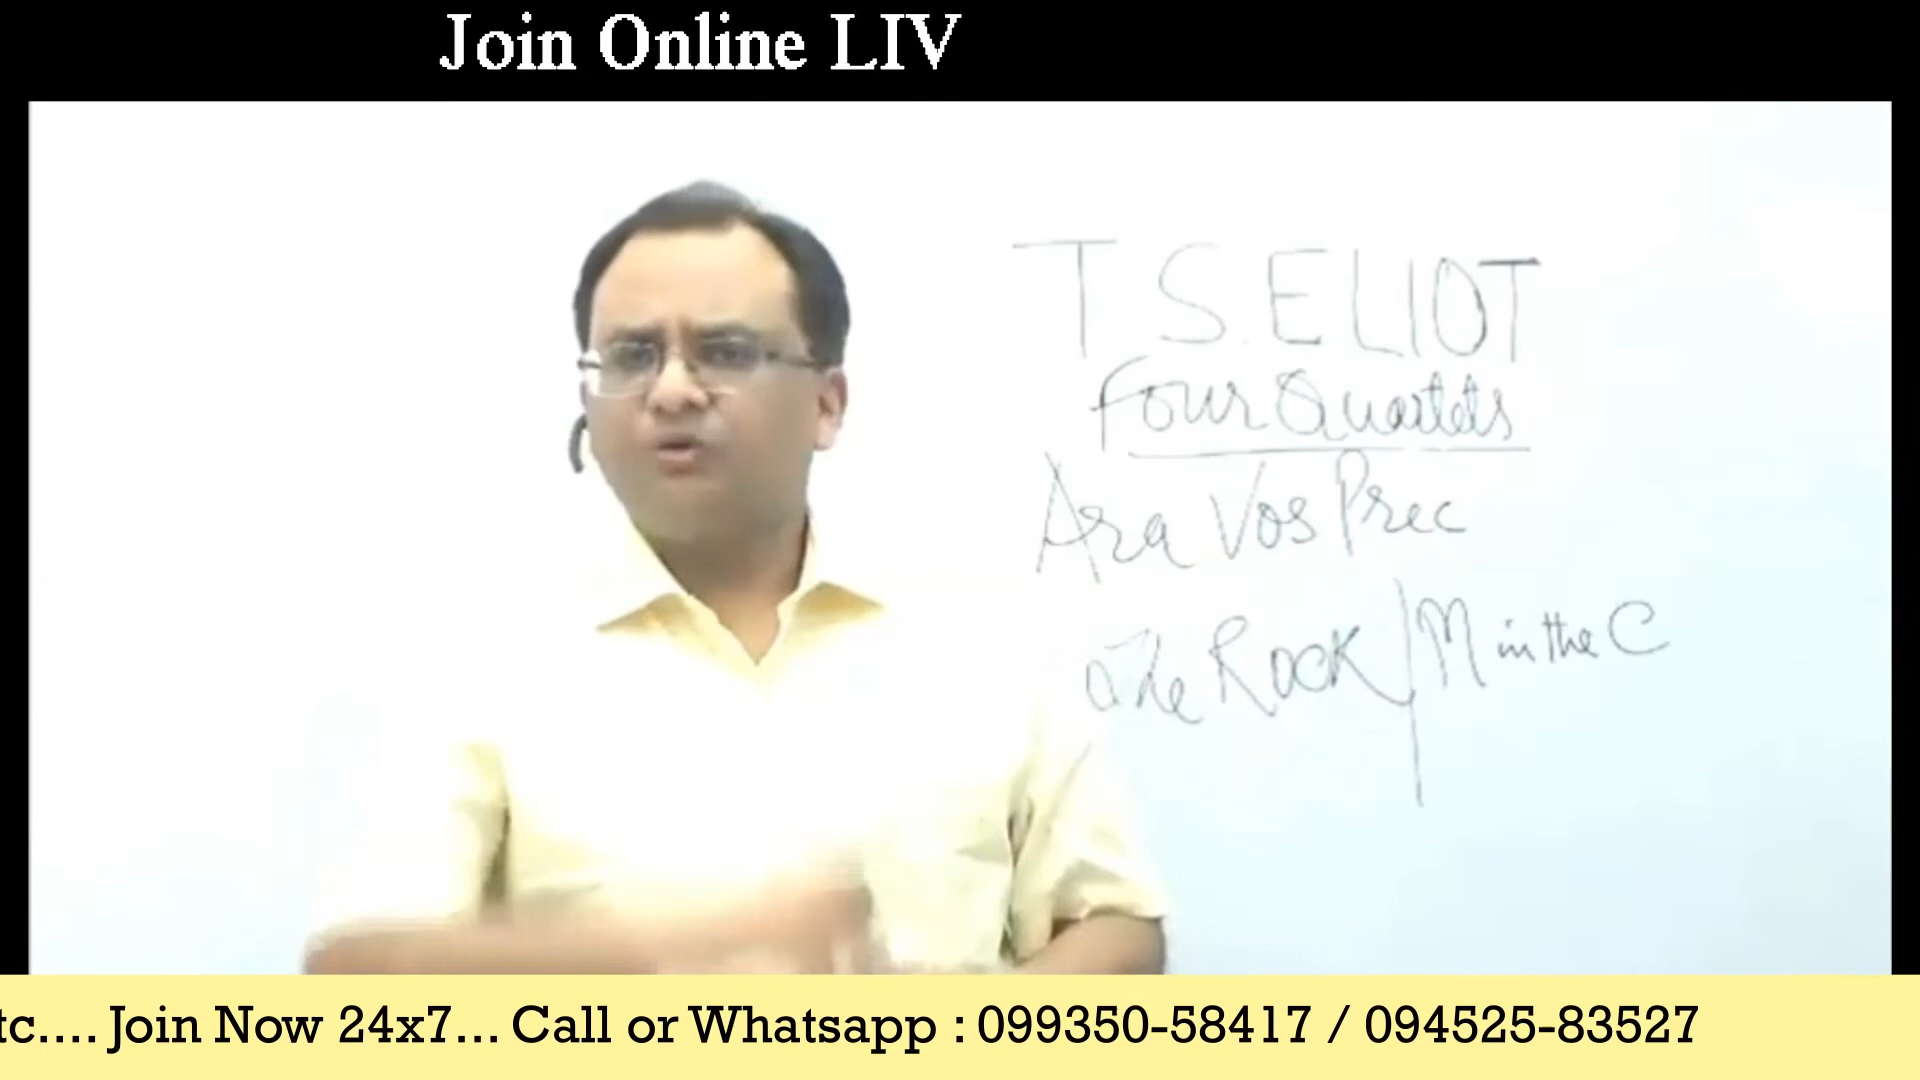 Join Online LIV
T S. ELIOT
Four Quartets
Ara Vos Prec
The Rock / M in the C
tc.... Join Now 24x7... Call or Whatsapp : 099350-58417 / 094525-83527